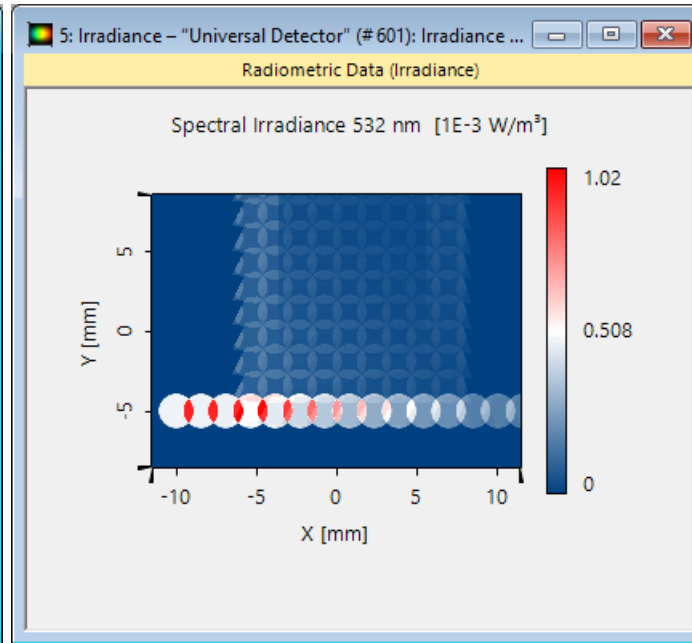 5: Irradiance – "Universal Detector" (# 601): Irradiance ...
Radiometric Data (Irradiance)
Spectral Irradiance 532 nm [1E-3 W/m³]
1.02
0.508
0
Y [mm]
5
0
-5
-10 -5 0 5 10
X [mm]